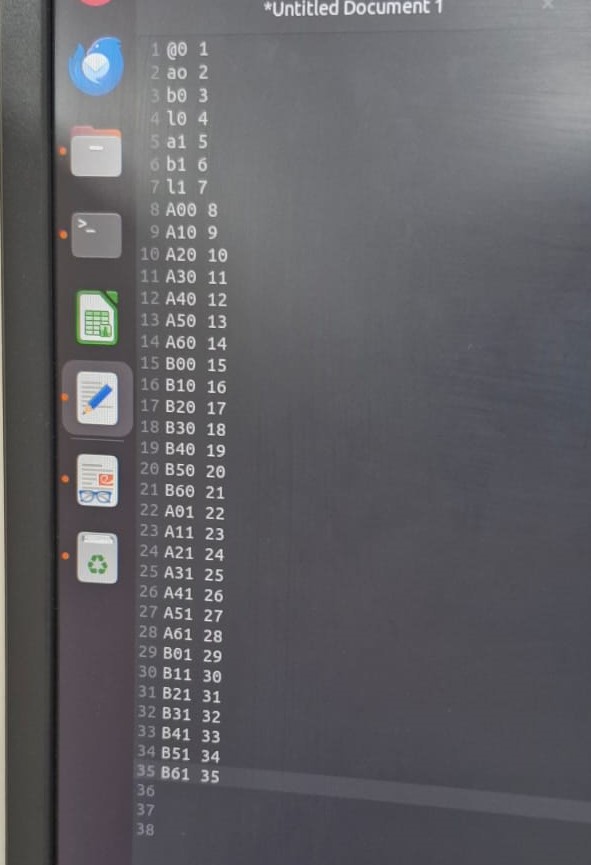 *Untitled Document 1
1 @0 1
2 ao 2
3 b0 3
4 l0 4
5 a1 5
6 b1 6
7 l1 7
8 A00 8
9 A10 9
10 A20 10
11 A30 11
12 A40 12
13 A50 13
14 A60 14
15 B00 15
16 B10 16
17 B20 17
18 B30 18
19 B40 19
20 B50 20
21 B60 21
22 A01 22
23 A11 23
24 A21 24
25 A31 25
26 A41 26
27 A51 27
28 A61 28
29 B01 29
30 B11 30
31 B21 31
32 B31 32
33 B41 33
34 B51 34
35 B61 35
36
37
38